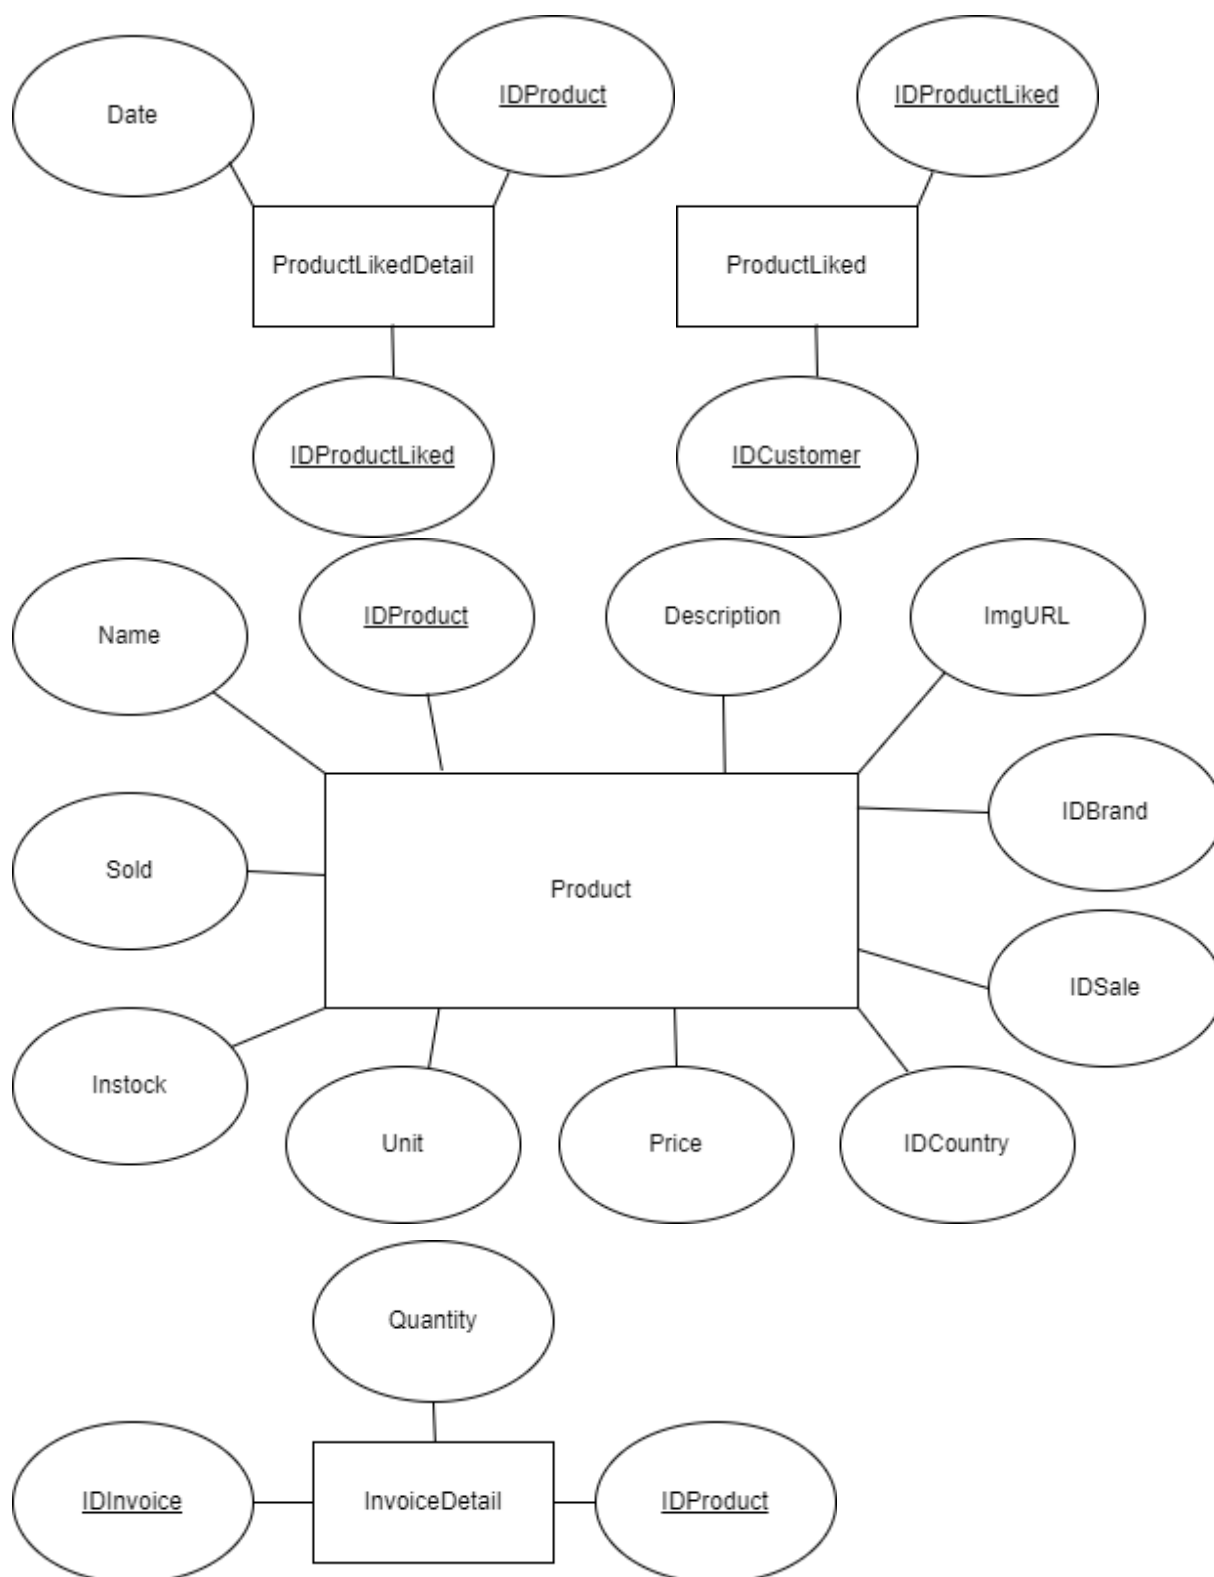 Date
IDProduct
IDProductLiked
ProductLikedDetail
ProductLiked
IDProductLiked
IDCustomer
Name
IDProduct
Description
ImgURL
IDBrand
Sold
Product
IDSale
Instock
Unit
Price
IDCountry
Quantity
IDInvoice
InvoiceDetail
IDProduct